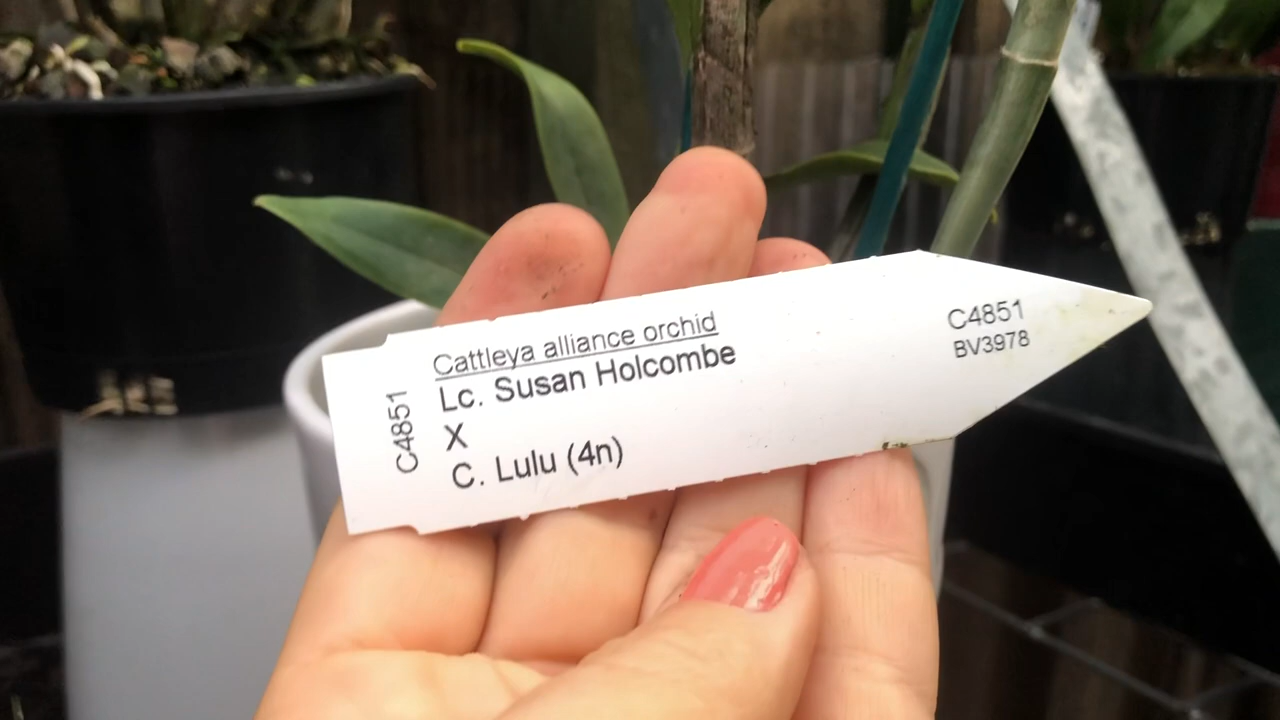 C4851
Cattleya alliance orchid
Lc. Susan Holcombe
X
C. Lulu (4n)
C4851
BV3978